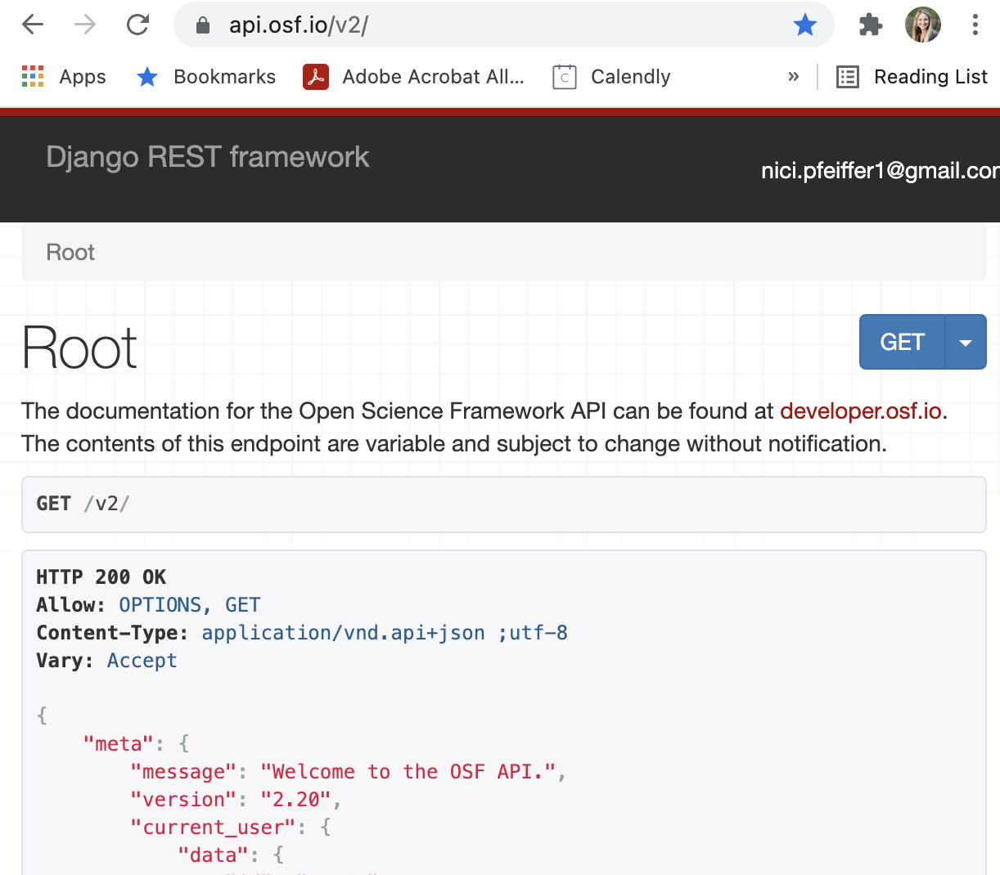 api.osf.io/v2/
Apps Bookmarks Adobe Acrobat All... C Calendly » Reading List
Django REST framework
nici.pfeiffer1@gmail.com
Root
Root
GET
The documentation for the Open Science Framework API can be found at developer.osf.io.
The contents of this endpoint are variable and subject to change without notification.
GET /v2/
HTTP 200 OK
Allow: OPTIONS, GET
Content-Type: application/vnd.api+json ;utf-8
Vary: Accept
{
"meta": {
"message": "Welcome to the OSF API.",
"version": "2.20",
"current_user": {
"data": {